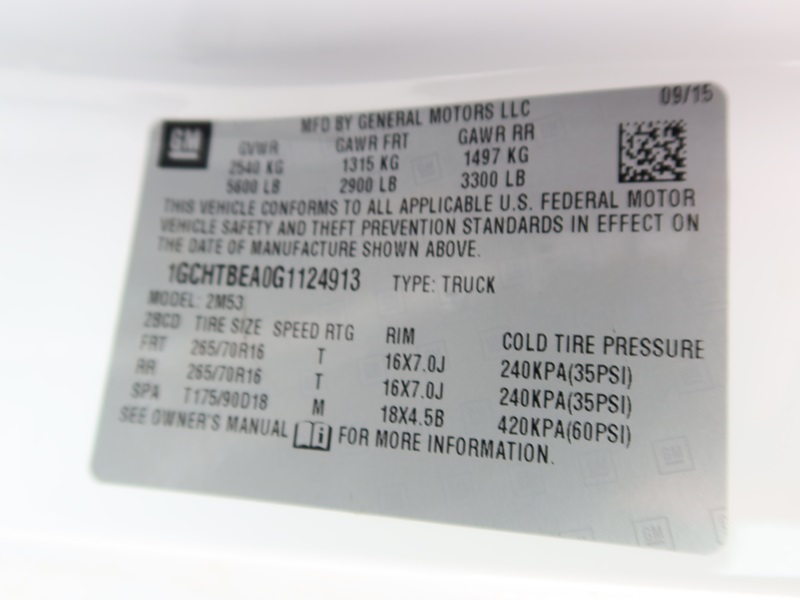 09/15
GM
MFD BY GENERAL MOTORS LLC
GVWR GAWR FRT GAWR RR
2540 KG 1315 KG 1497 KG
5600 LB 2900 LB 3300 LB
THIS VEHICLE CONFORMS TO ALL APPLICABLE U.S. FEDERAL MOTOR
VEHICLE SAFETY AND THEFT PREVENTION STANDARDS IN EFFECT ON
THE DATE OF MANUFACTURE SHOWN ABOVE.
1GCHTBEA0G1124913 TYPE: TRUCK
MODEL: 2M53
2BCD TIRE SIZE SPEED RTG RIM COLD TIRE PRESSURE
FRT 265/70R16 T 16X7.0J 240KPA(35PSI)
RR 265/70R16 T 16X7.0J 240KPA(35PSI)
SPA T175/90D18 M 18X4.5B 420KPA(60PSI)
SEE OWNER'S MANUAL FOR MORE INFORMATION.